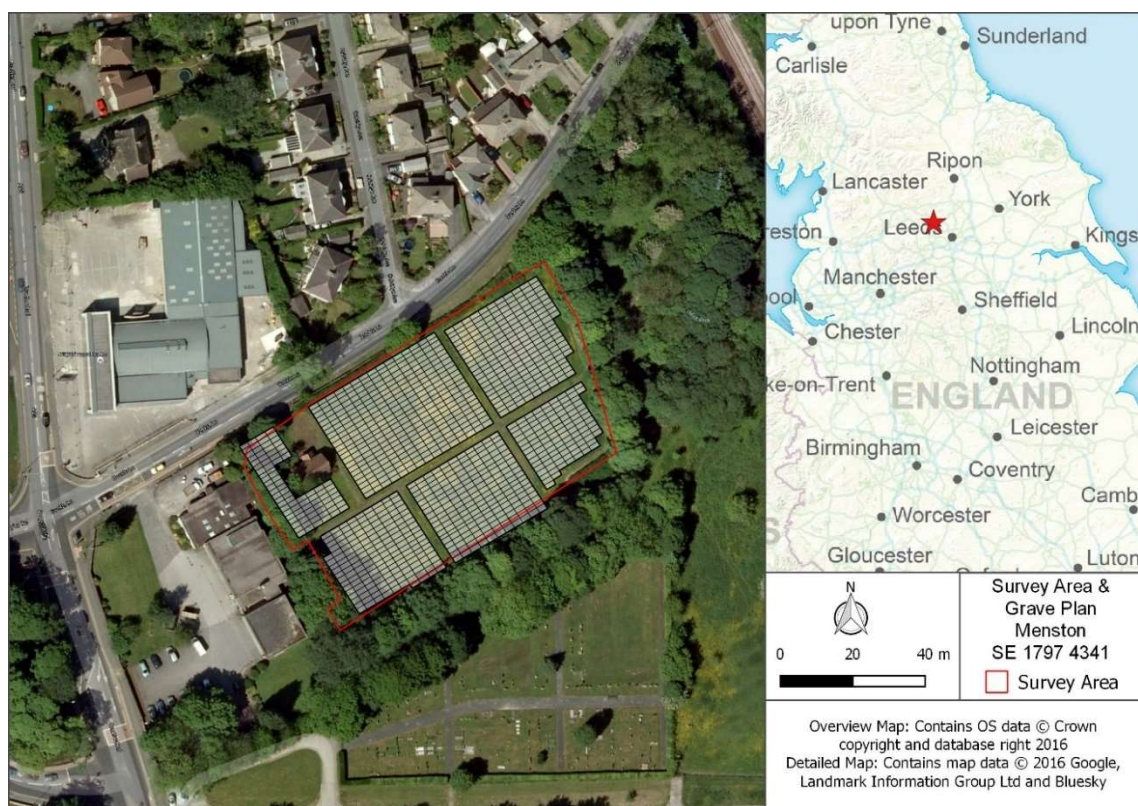 upon Tyne
Sunderland
Carlisle
Ripon
Lancaster
York
reston
Leeds
Kings
Manchester
pool
Sheffield
Chester
Lincoln
Nottingham
ke-on-Trent
ENGLAND
Leicester
Birmingham
Coventry
Camb
Worcester
S
Gloucester
Luton
N
0 20 40 m
Survey Area &
Grave Plan
Menston
SE 1797 4341
Survey Area
Overview Map: Contains OS data © Crown
copyright and database right 2016
Detailed Map: Contains map data © 2016 Google,
Landmark Information Group Ltd and Bluesky